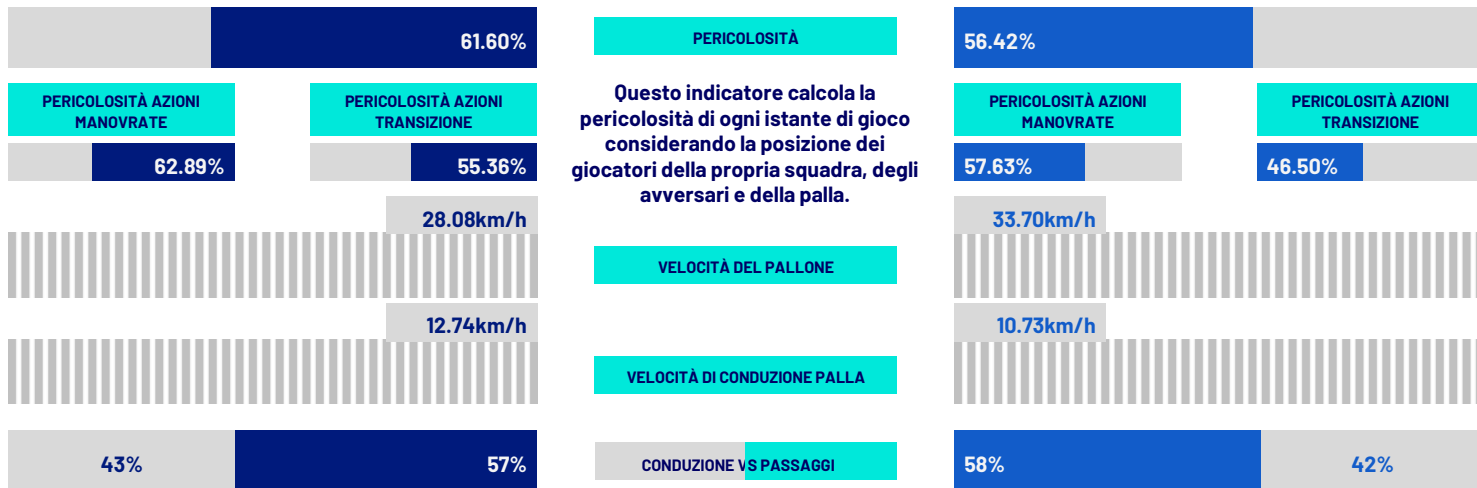 61.60%
PERICOLOSITÀ
56.42%
PERICOLOSITÀ AZIONI
MANOVRATE
PERICOLOSITÀ AZIONI
TRANSIZIONE
62.89%
55.36%
Questo indicatore calcola la
pericolosità di ogni istante di gioco
considerando la posizione dei
giocatori della propria squadra, degli
avversari e della palla.
PERICOLOSITÀ AZIONI
MANOVRATE
PERICOLOSITÀ AZIONI
TRANSIZIONE
57.63%
46.50%
28.08km/h
VELOCITÀ DEL PALLONE
33.70km/h
12.74km/h
VELOCITÀ DI CONDUZIONE PALLA
10.73km/h
43%
57%
CONDUZIONE VS PASSAGGI
58%
42%